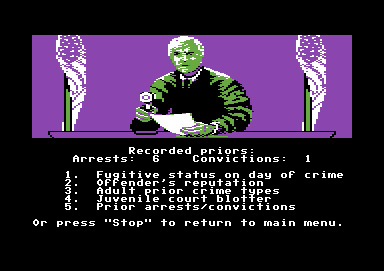 Recorded priors:
Arrests: 6 Convictions: 1
1. Fugitive status on day of crime
2. Offender's reputation
3. Adult prior crime types
4. Juvenile court blotter
5. Prior arrests/convictions
Or press "Stop" to return to main menu.